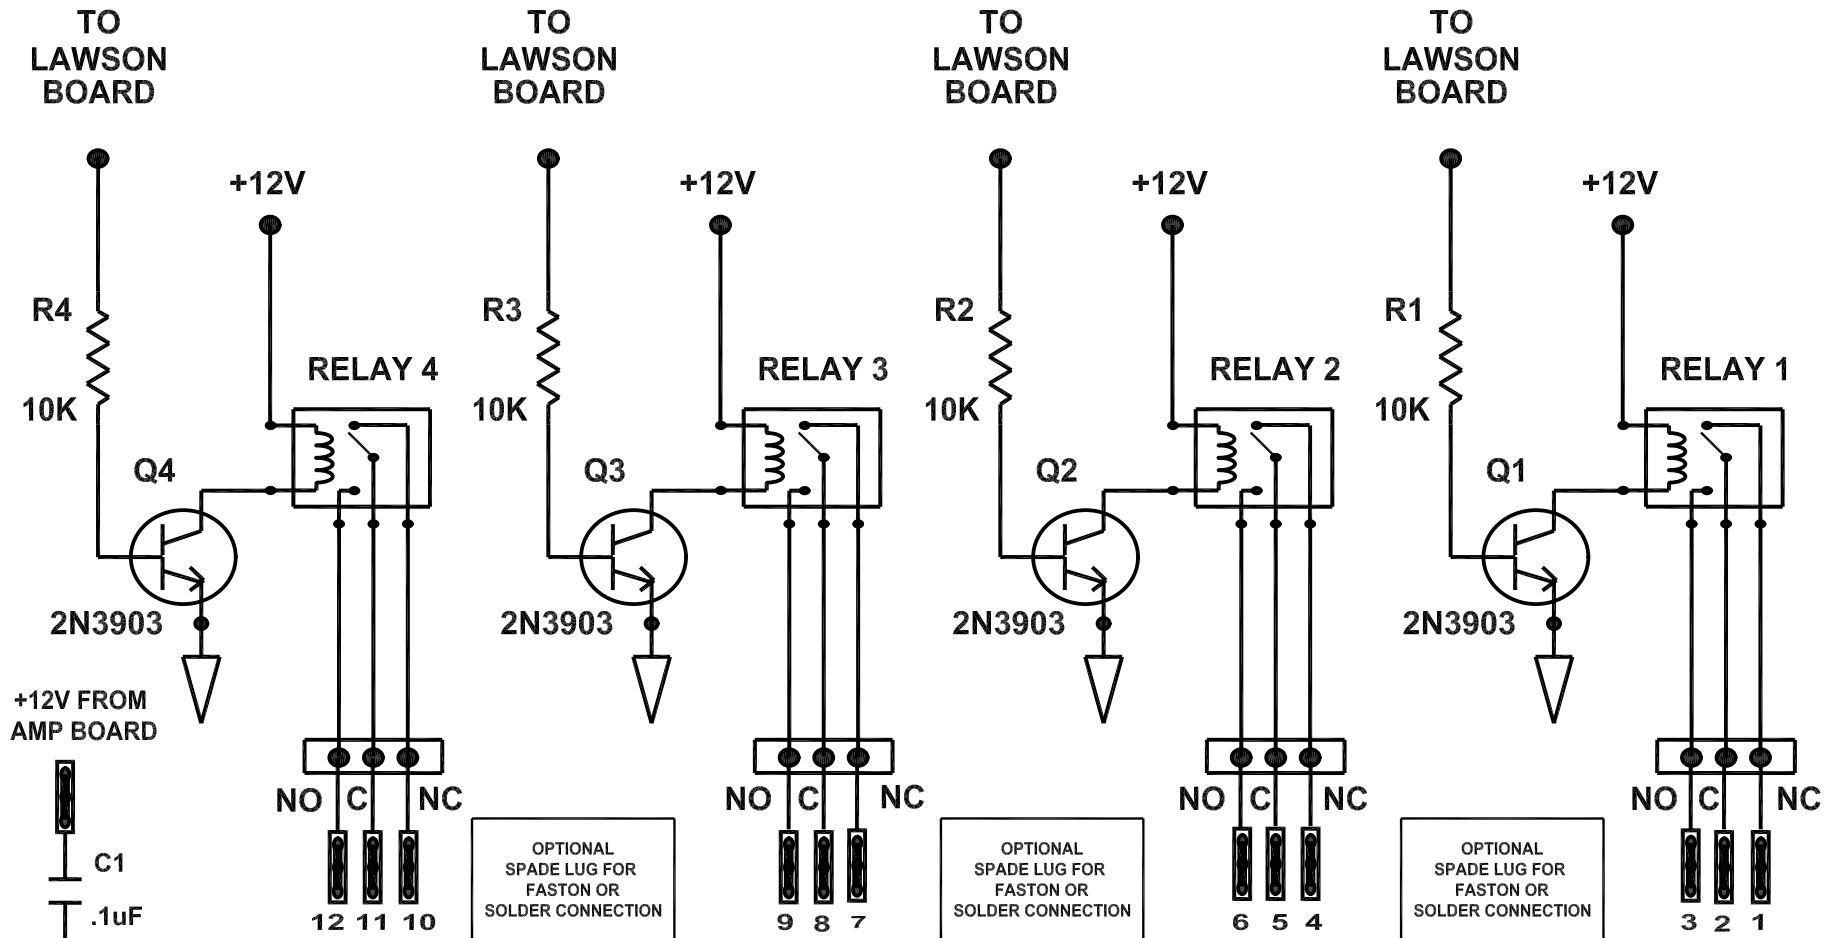 TO
LAWSON
BOARD
TO
LAWSON
BOARD
TO
LAWSON
BOARD
TO
LAWSON
BOARD
+12V
+12V
+12V
+12V
R4
R3
R2
R1
RELAY 4
RELAY 3
RELAY 2
RELAY 1
10K
10K
10K
10K
Q4
Q3
Q2
Q1
2N3903
2N3903
2N3903
2N3903
+12V FROM
AMP BOARD
NO C NC
NO C NC
NO C NC
NO C NC
C1
.1uF
OPTIONAL
SPADE LUG FOR
FASTON OR
SOLDER CONNECTION
OPTIONAL
SPADE LUG FOR
FASTON OR
SOLDER CONNECTION
OPTIONAL
SPADE LUG FOR
FASTON OR
SOLDER CONNECTION
12 11 10
9 8 7
6 5 4
3 2 1